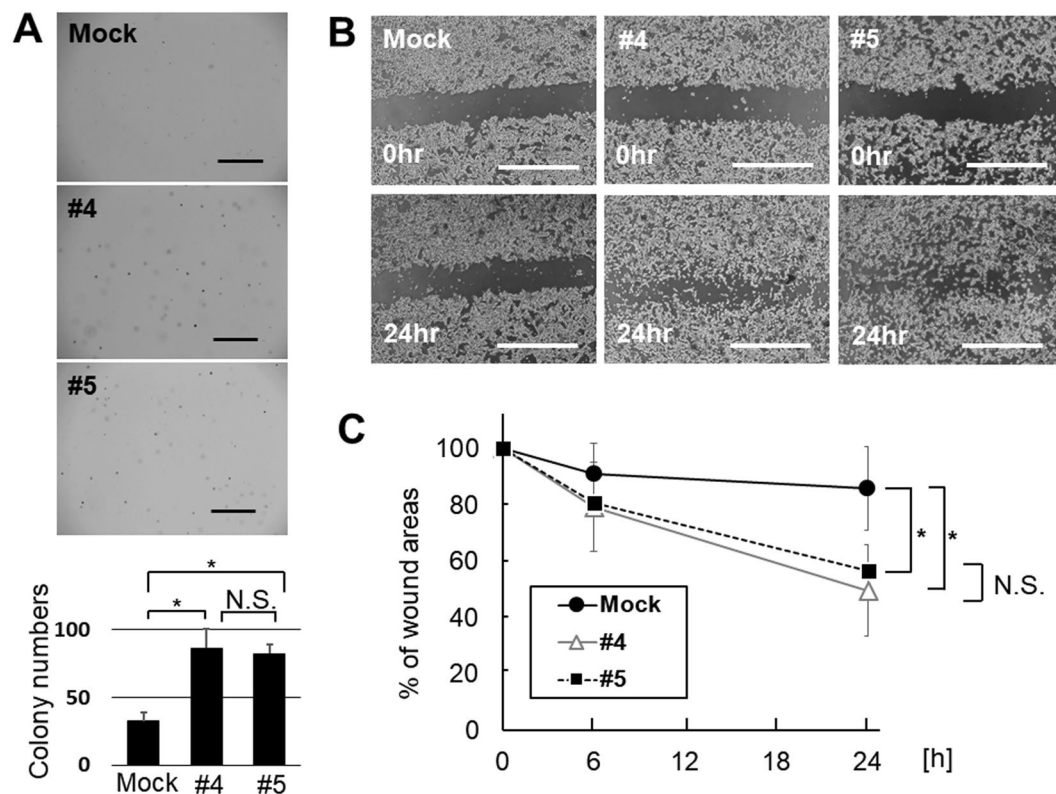 A
Mock
#4
#5
*
*
N.S.
Colony numbers
100
50
0
Mock
#4
#5
B
Mock
#4
#5
0hr
0hr
0hr
24hr
24hr
24hr
C
% of wound areas
100
80
60
40
20
0
0
6
12
18
24
[h]
Mock
#4
#5
*
*
N.S.